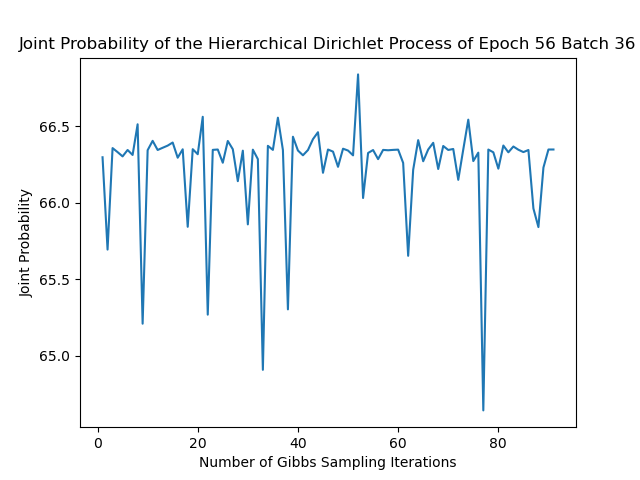 Joint Probability of the Hierarchical Dirichlet Process of Epoch 56 Batch 36
66.5
66.0
65.5
65.0
Joint Probability
0 20 40 60 80
Number of Gibbs Sampling Iterations